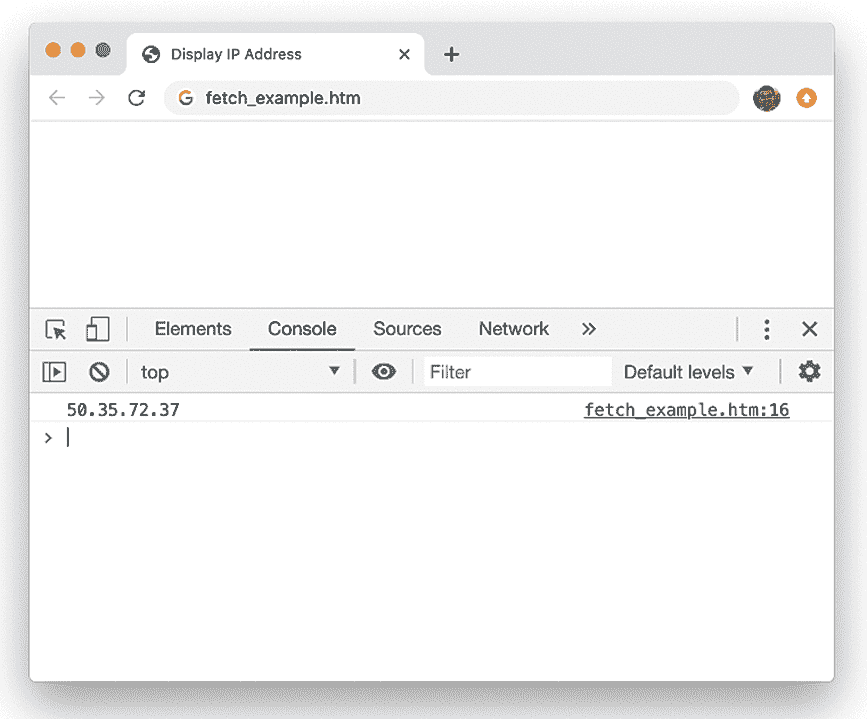 Display IP Address
fetch_example.htm
Elements Console Sources Network »
top Filter Default levels ▼
50.35.72.37 fetch_example.htm:16
>